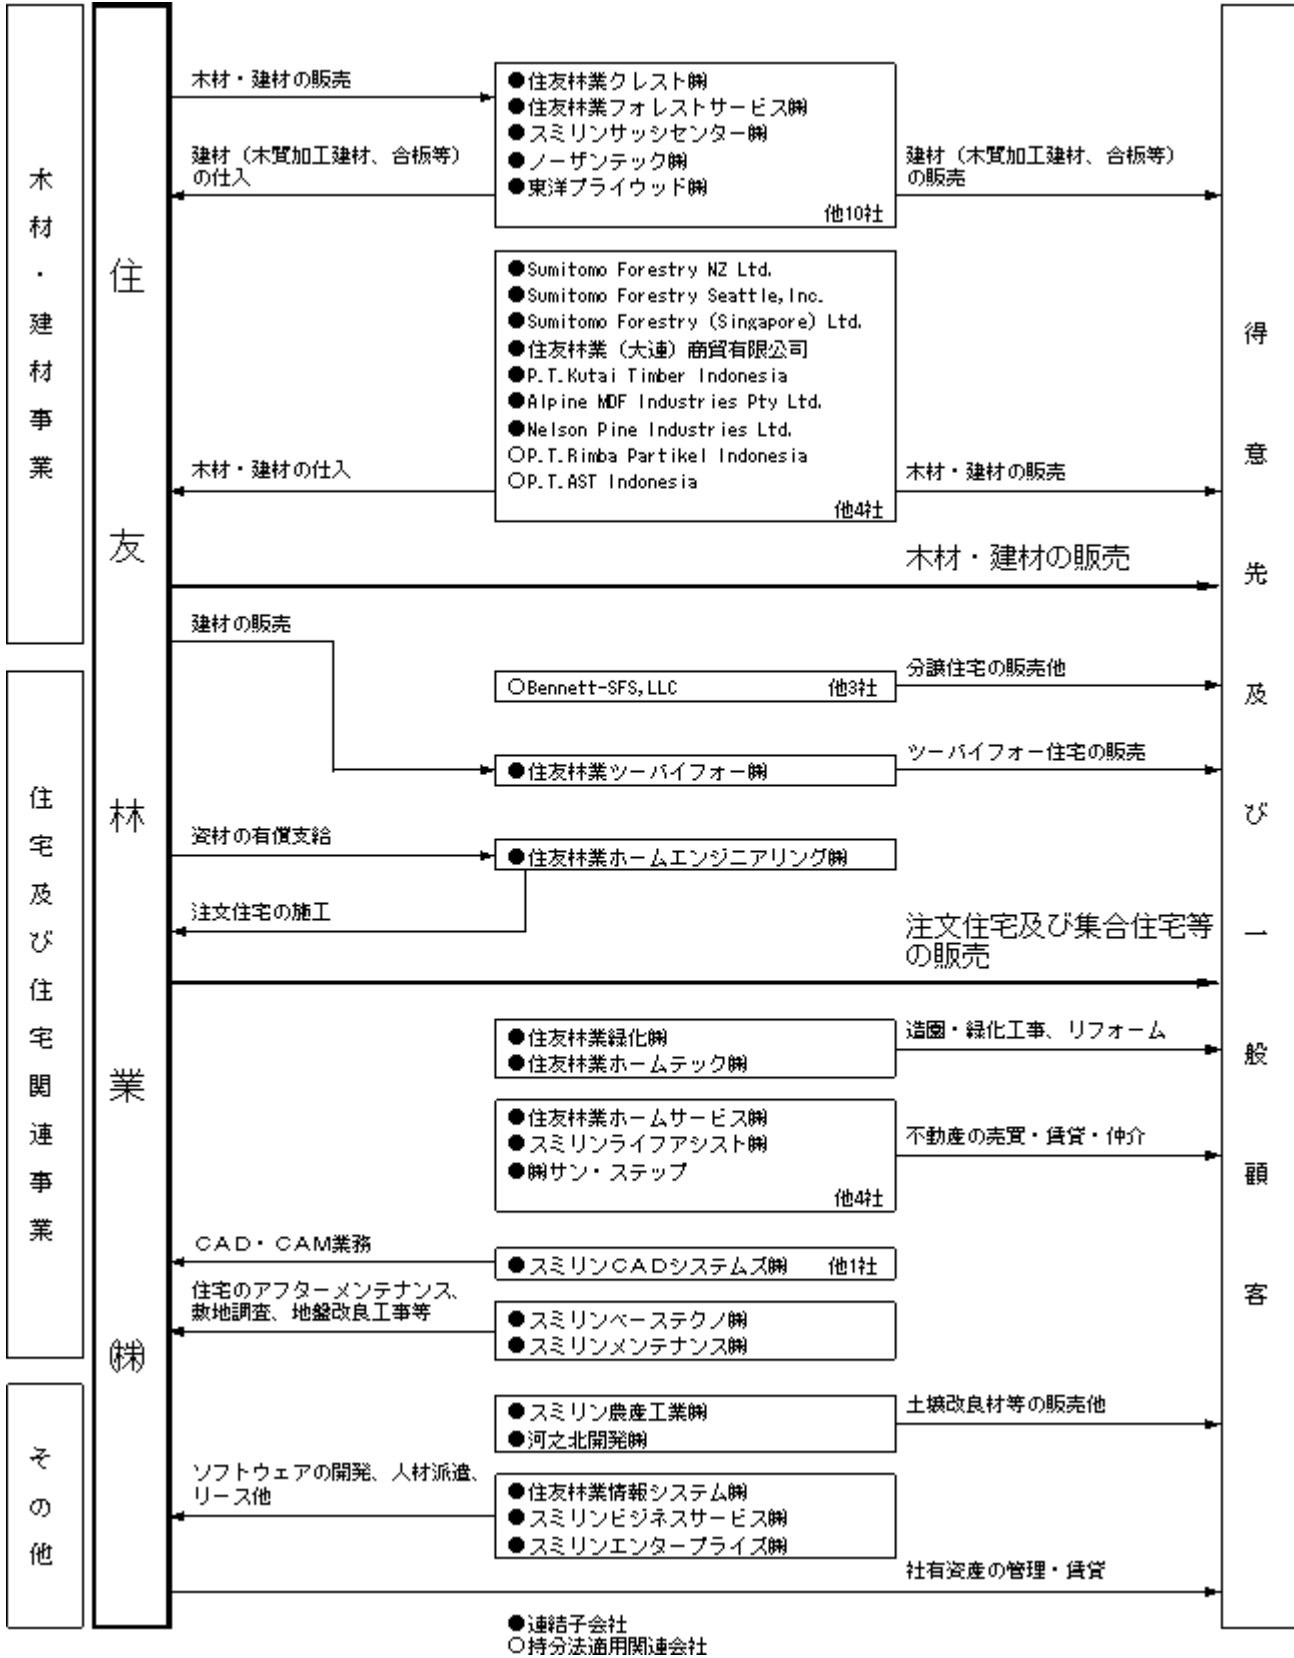 木材・建材事業
住宅及び住宅関連事業
その他
住友林業㈱
得意先及び一般顧客
木材・建材の販売
●住友林業クレスト㈱
●住友林業フォレストサービス㈱
●スミリンサッシセンター㈱
●ノーザンテック㈱
●東洋プライウッド㈱
他10社
建材（木質加工建材、合板等）
の仕入
建材（木質加工建材、合板等）
の販売
●Sumitomo Forestry NZ Ltd.
●Sumitomo Forestry Seattle,Inc.
●Sumitomo Forestry (Singapore) Ltd.
●住友林業（大連）商貿有限公司
●P.T.Kutai Timber Indonesia
●Alpine MDF Industries Pty Ltd.
●Nelson Pine Industries Ltd.
○P.T.Rimba Partikel Indonesia
○P.T.AST Indonesia
他4社
木材・建材の仕入
木材・建材の販売
木材・建材の販売
建材の販売
○Bennett-SFS,LLC 他3社
分譲住宅の販売他
●住友林業ツーバイフォー㈱
ツーバイフォー住宅の販売
資材の有償支給
●住友林業ホームエンジニアリング㈱
注文住宅の施工
注文住宅及び集合住宅等
の販売
●住友林業緑化㈱
●住友林業ホームテック㈱
造園・緑化工事、リフォーム
●住友林業ホームサービス㈱
●スミリンライフアシスト㈱
●㈱サン・ステップ
他4社
不動産の売買・賃貸・仲介
ＣＡＤ・ＣＡＭ業務
●スミリンＣＡＤシステムズ㈱ 他1社
住宅のアフターメンテナンス、
敷地調査、地盤改良工事等
●スミリンベーステクノ㈱
●スミリンメンテナンス㈱
●スミリン農産工業㈱
●河之北開発㈱
土壌改良材等の販売他
ソフトウェアの開発、人材派遣、
リース他
●住友林業情報システム㈱
●スミリンビジネスサービス㈱
●スミリンエンタープライズ㈱
社有資産の管理・賃貸
●連結子会社
○持分法適用関連会社